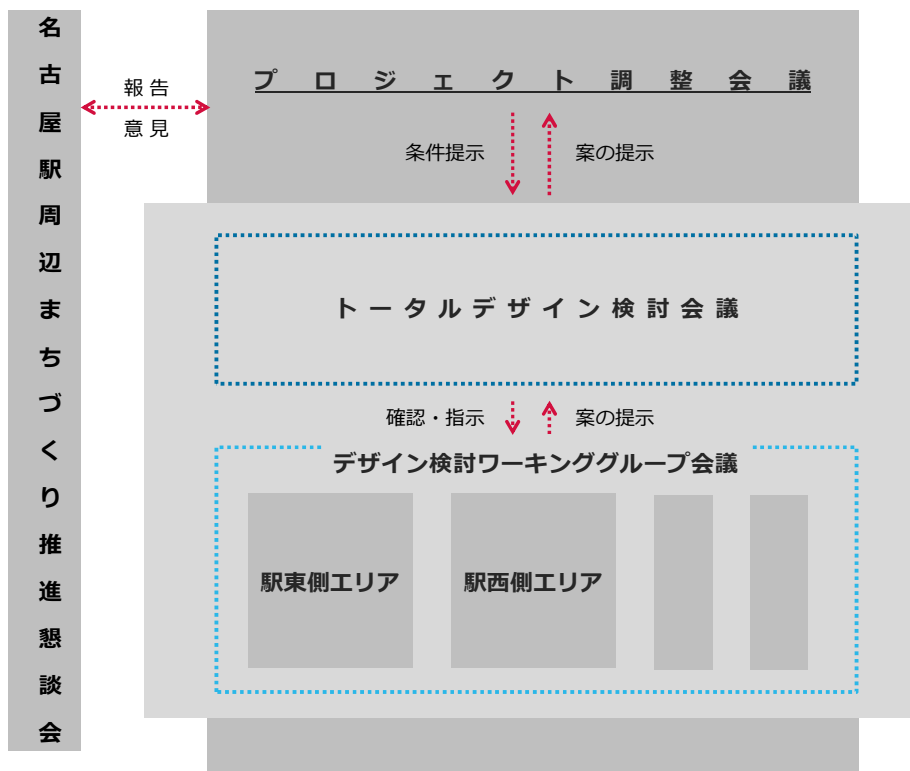 名古屋駅周辺まちづくり推進懇談会
報告
意見
プロジェクト調整会議
条件提示
案の提示
トータルデザイン検討会議
確認・指示
案の提示
デザイン検討ワーキンググループ会議
駅東側エリア
駅西側エリア